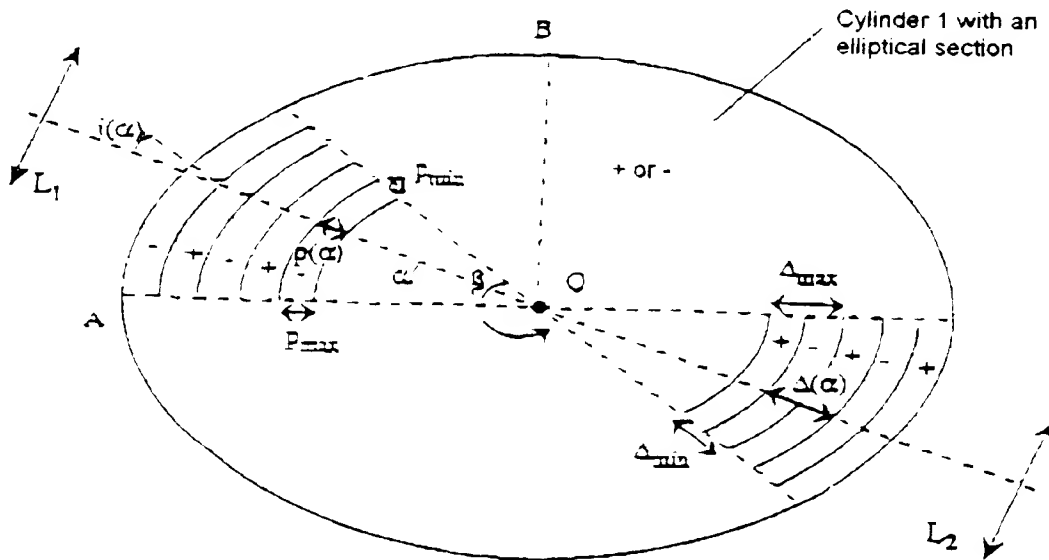 B
Cylinder 1 with an
elliptical section
i(α)
L1
+ or -
Pmin
p(α)
- + - + -
α
β
O
Δmax
A
Pmax
+ - + - +
Δ(α)
Δmin
L2